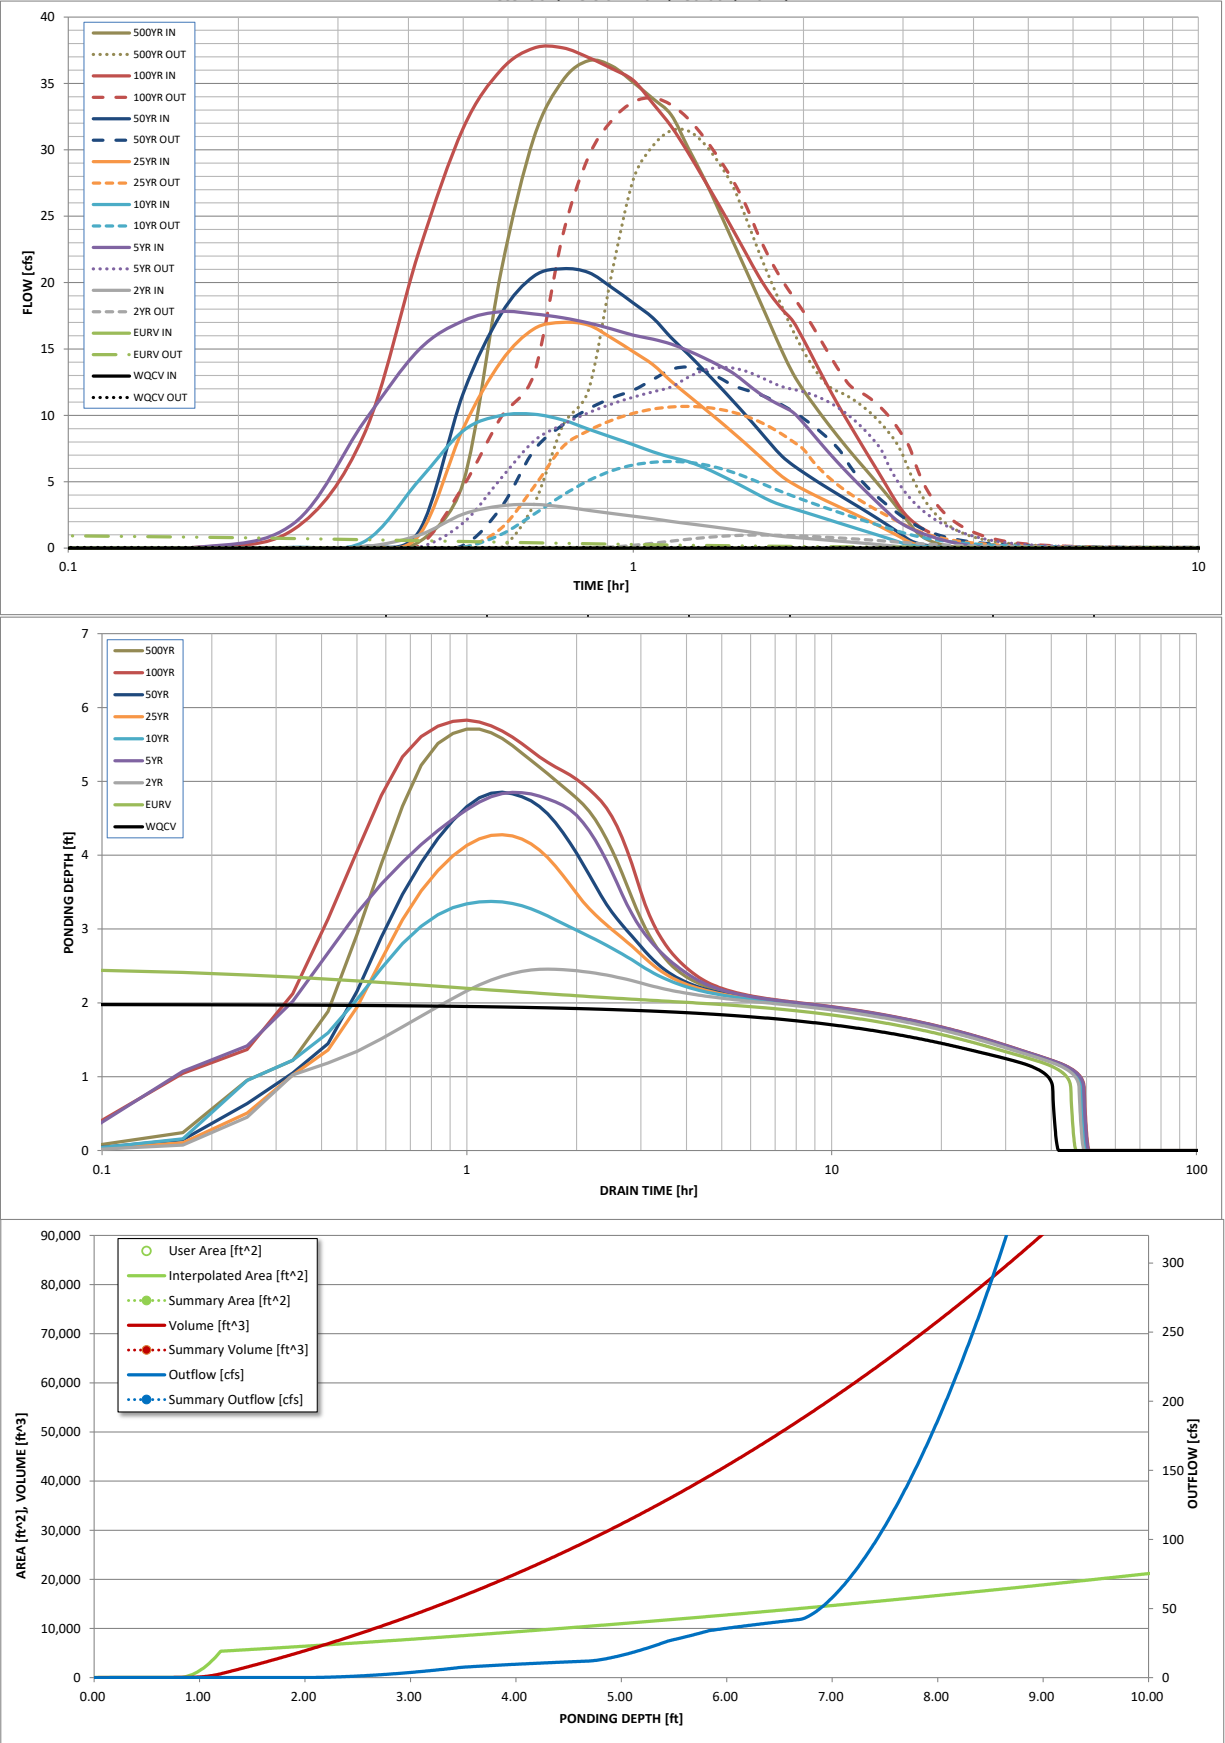 40
35
30
25
20
15
10
5
0
FLOW [cfs]
500YR IN
500YR OUT
100YR IN
100YR OUT
50YR IN
50YR OUT
25YR IN
25YR OUT
10YR IN
10YR OUT
5YR IN
5YR OUT
2YR IN
2YR OUT
EURV IN
EURV OUT
WQCV IN
WQCV OUT
0.1
1
10
TIME [hr]
7
6
5
4
3
2
1
0
PONDING DEPTH [ft]
500YR
100YR
50YR
25YR
10YR
5YR
2YR
EURV
WQCV
0.1
1
10
100
DRAIN TIME [hr]
90,000
80,000
70,000
60,000
50,000
40,000
30,000
20,000
10,000
0
AREA [ft^2], VOLUME [ft^3]
User Area [ft^2]
Interpolated Area [ft^2]
Summary Area [ft^2]
Volume [ft^3]
Summary Volume [ft^3]
Outflow [cfs]
Summary Outflow [cfs]
300
250
200
150
100
50
0
OUTFLOW [cfs]
0.00
1.00
2.00
3.00
4.00
5.00
6.00
7.00
8.00
9.00
10.00
PONDING DEPTH [ft]